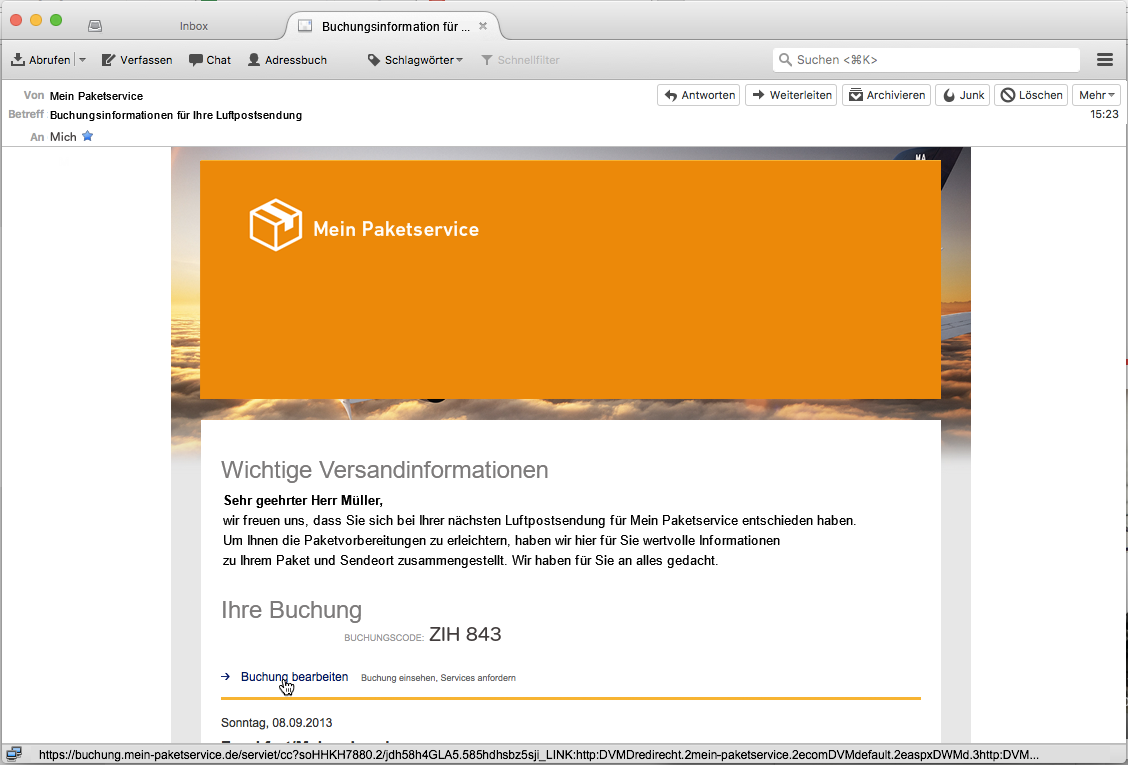 Inbox
Buchungsinformation für ...
Abrufen
Verfassen
Chat
Adressbuch
Schlagwörter
Schnellfilter
Suchen <⌘K>
Von Mein Paketservice
Antworten
Weiterleiten
Archivieren
Junk
Löschen
Mehr
Betreff Buchungsinformationen für Ihre Luftpostsendung
15:23
An Mich
MA
Mein Paketservice
Wichtige Versandinformationen
Sehr geehrter Herr Müller,
wir freuen uns, dass Sie sich bei Ihrer nächsten Luftpostsendung für Mein Paketservice entschieden haben.
Um Ihnen die Paketvorbereitungen zu erleichtern, haben wir hier für Sie wertvolle Informationen
zu Ihrem Paket und Sendeort zusammengestellt. Wir haben für Sie an alles gedacht.
Ihre Buchung
BUCHUNGSCODE: ZIH 843
Buchung bearbeiten Buchung einsehen, Services anfordern
Sonntag, 08.09.2013
https://buchung.mein-paketservice.de/serviet/cc?soHHKH7880.2/jdh58h4GLA5.585hdhsbz5sji_LINK:http:DVMDredirect.2mein-paketservice.2ecomDVMdefault.2easpxDWMd.3http:DVM...